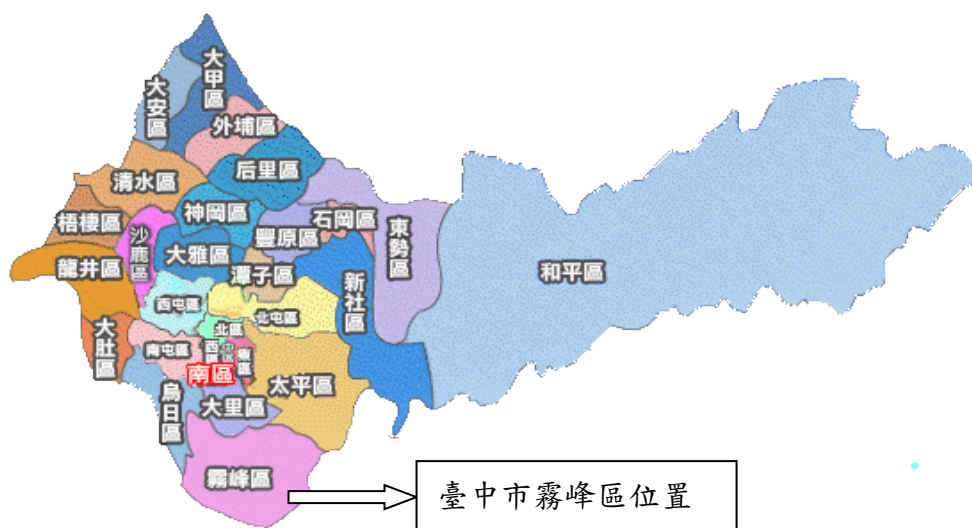 大甲區
大安區
外埔區
后里區
清水區
神岡區
石岡區
東勢區
梧棲區
沙鹿區
大雅區
豐原區
龍井區
潭子區
新社區
和平區
西屯區
北屯區
北區
大肚區
南屯區
西區
中區
東區
南區
太平區
烏日區
大里區
霧峰區
臺中市霧峰區位置